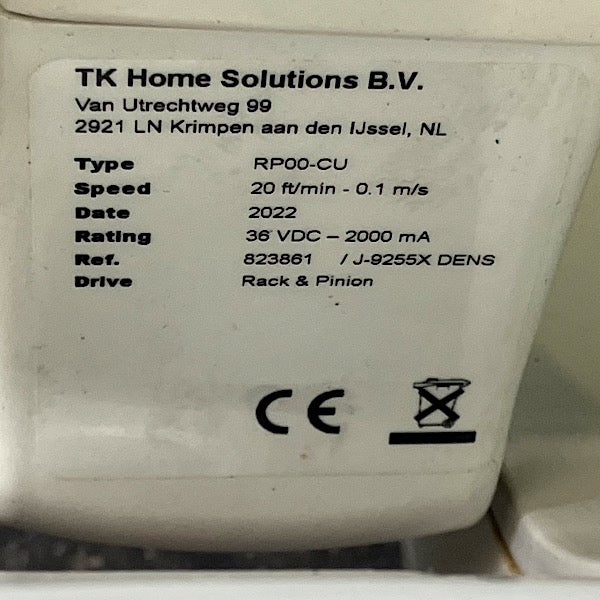 TK Home Solutions B.V.
Van Utrechtweg 99
2921 LN Krimpen aan den IJssel, NL
Type RP00-CU
Speed 20 ft/min - 0.1 m/s
Date 2022
Rating 36 VDC – 2000 mA
Ref. 823861 / J-9255X DENS
Drive Rack & Pinion
CE